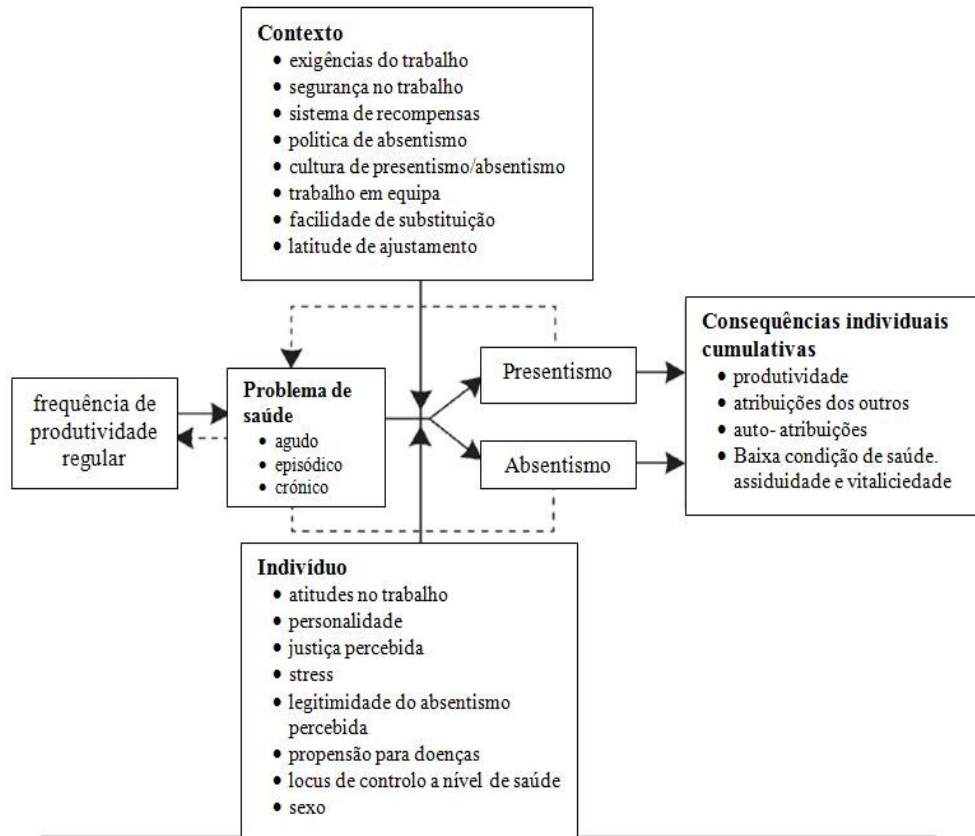 Contexto
• exigências do trabalho
• segurança no trabalho
• sistema de recompensas
• politica de absentismo
• cultura de presentismo/absentismo
• trabalho em equipa
• facilidade de substituição
• latitude de ajustamento
frequência de
produtividade
regular
Problema de
saúde
• agudo
• episódico
• crónico
Presentismo
Absentismo
Consequências individuais
cumulativas
• produtividade
• atribuições dos outros
• auto- atribuições
• Baixa condição de saúde.
assiduidade e vitaliciedade
Indivíduo
• atitudes no trabalho
• personalidade
• justiça percebida
• stress
• legitimidade do absentismo
percebida
• propensão para doenças
• locus de controlo a nível de saúde
• sexo